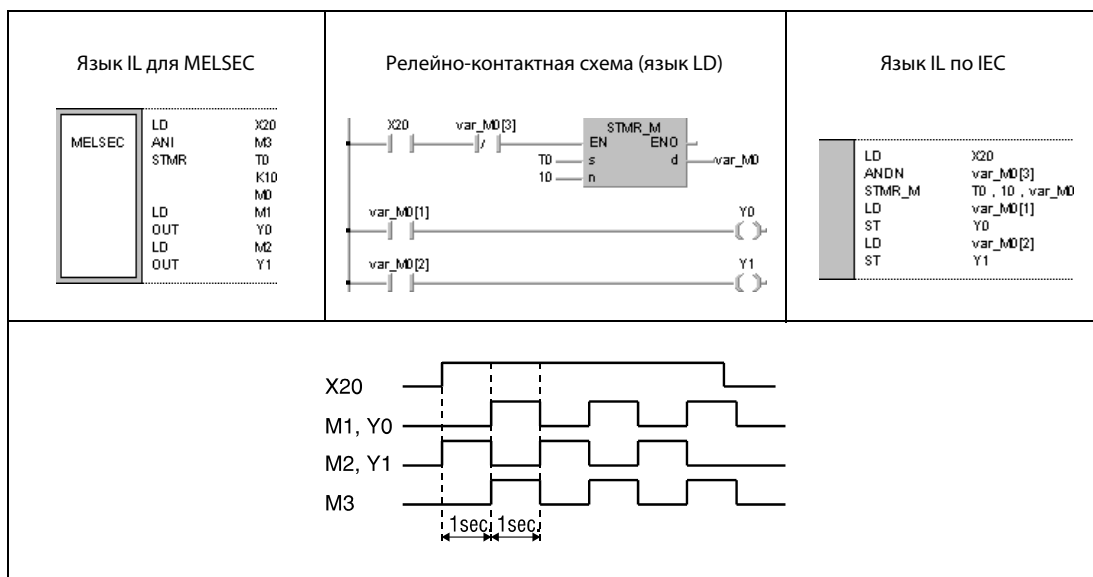 Язык IL для MELSEC
MELSEC
LD X20
ANI M3
STMR T0
K10
M0
LD M1
OUT Y0
LD M2
OUT Y1
Релейно-контактная схема (язык LD)
X20 var_M0[3] STMR_M
EN ENO
T0 s d var_M0
10 n
var_M0[1] Y0
var_M0[2] Y1
Язык IL по IEC
LD X20
ANDN var_M0[3]
STMR_M T0 , 10 , var_M0
LD var_M0[1]
ST Y0
LD var_M0[2]
ST Y1
X20
M1, Y0
M2, Y1
M3
1sec. 1sec.